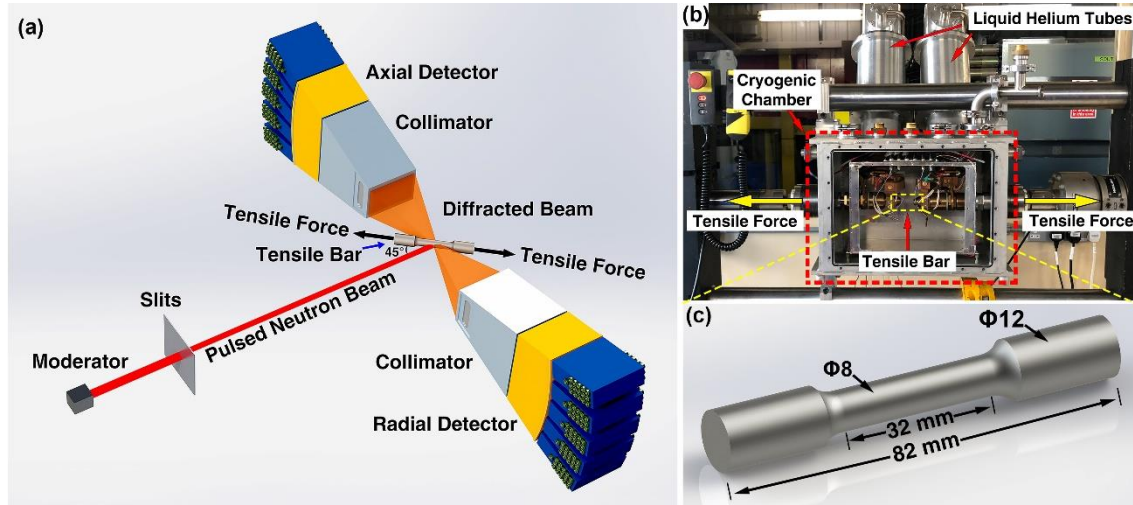 (a)
Axial Detector
Collimator
Diffracted Beam
Tensile Force
Tensile Bar
45°
Tensile Force
Slits
Pulsed Neutron Beam
Moderator
Collimator
Radial Detector
(b)
Liquid Helium Tubes
Cryogenic
Chamber
Tensile Force
Tensile Force
Tensile Bar
(c)
Φ12
Φ8
32 mm
82 mm